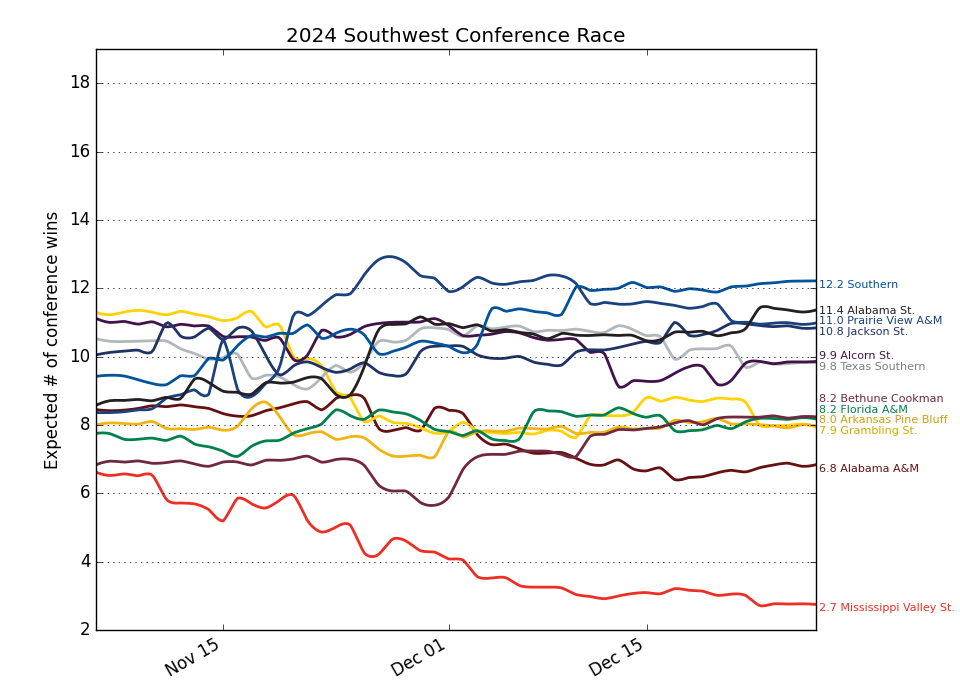 2024 Southwest Conference Race
Expected # of conference wins
18
16
14
12
10
8
6
4
2
Nov 15
Dec 01
Dec 15
12.2 Southern
11.4 Alabama St.
11.0 Prairie View A&M
10.8 Jackson St.
9.9 Alcorn St.
9.8 Texas Southern
8.2 Bethune Cookman
8.2 Florida A&M
8.0 Arkansas Pine Bluff
7.9 Grambling St.
6.8 Alabama A&M
2.7 Mississippi Valley St.